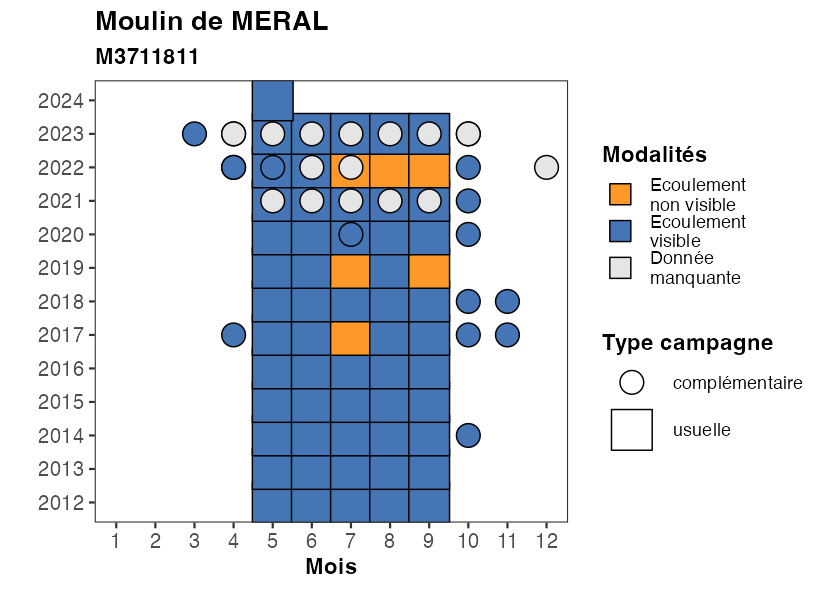 Moulin de MERAL
M3711811
2024
2023
2022
2021
2020
2019
2018
2017
2016
2015
2014
2013
2012
1 2 3 4 5 6 7 8 9 10 11 12
Mois
Modalités
Ecoulement
non visible
Ecoulement
visible
Donnée
manquante
Type campagne
complémentaire
usuelle